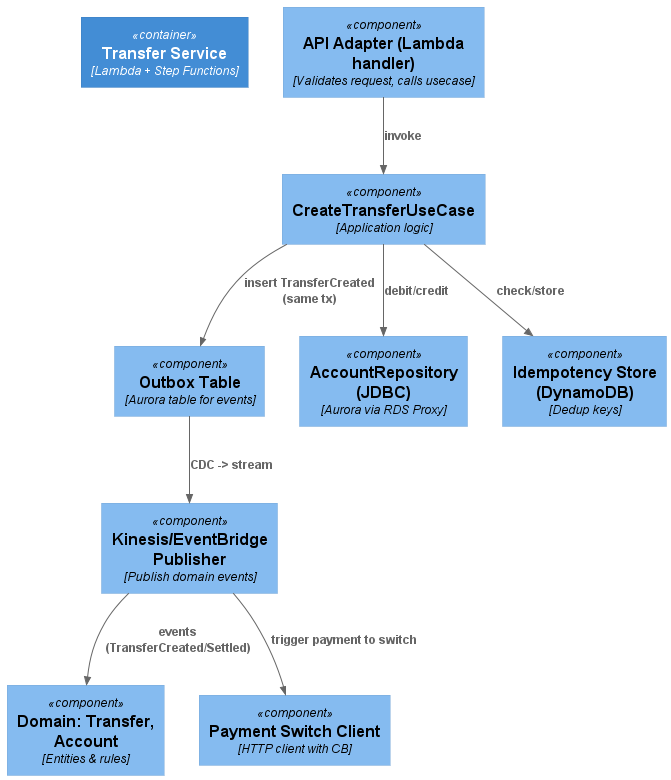 «container»
Transfer Service
[Lambda + Step Functions]
«component»
API Adapter (Lambda
handler)
[Validates request, calls usecase]
invoke
«component»
CreateTransferUseCase
[Application logic]
insert TransferCreated
(same tx)
debit/credit
check/store
«component»
Outbox Table
[Aurora table for events]
«component»
AccountRepository
(JDBC)
[Aurora via RDS Proxy]
«component»
Idempotency Store
(DynamoDB)
[Dedup keys]
CDC -> stream
«component»
Kinesis/EventBridge
Publisher
[Publish domain events]
events
(TransferCreated/Settled)
trigger payment to switch
«component»
Domain: Transfer,
Account
[Entities & rules]
«component»
Payment Switch Client
[HTTP client with CB]